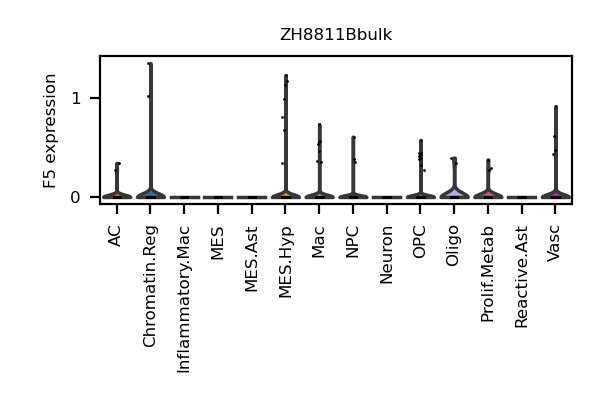 ZH8811Bbulk
F5 expression
1
0
AC
Chromatin.Reg
Inflammatory.Mac
MES
MES.Ast
MES.Hyp
Mac
NPC
Neuron
OPC
Oligo
Prolif.Metab
Reactive.Ast
Vasc